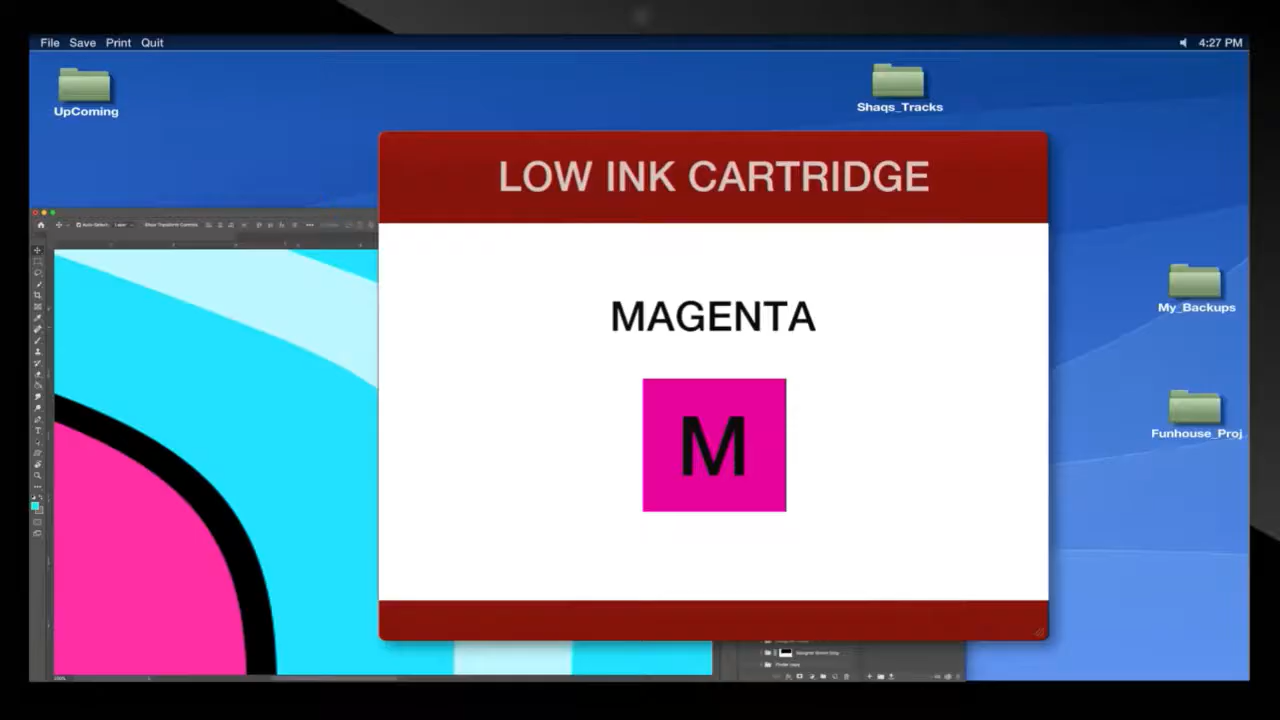 File Save Print Quit
4:27 PM
UpComing
Shaqs_Tracks
LOW INK CARTRIDGE
MAGENTA
M
My_Backups
Funhouse_Proj